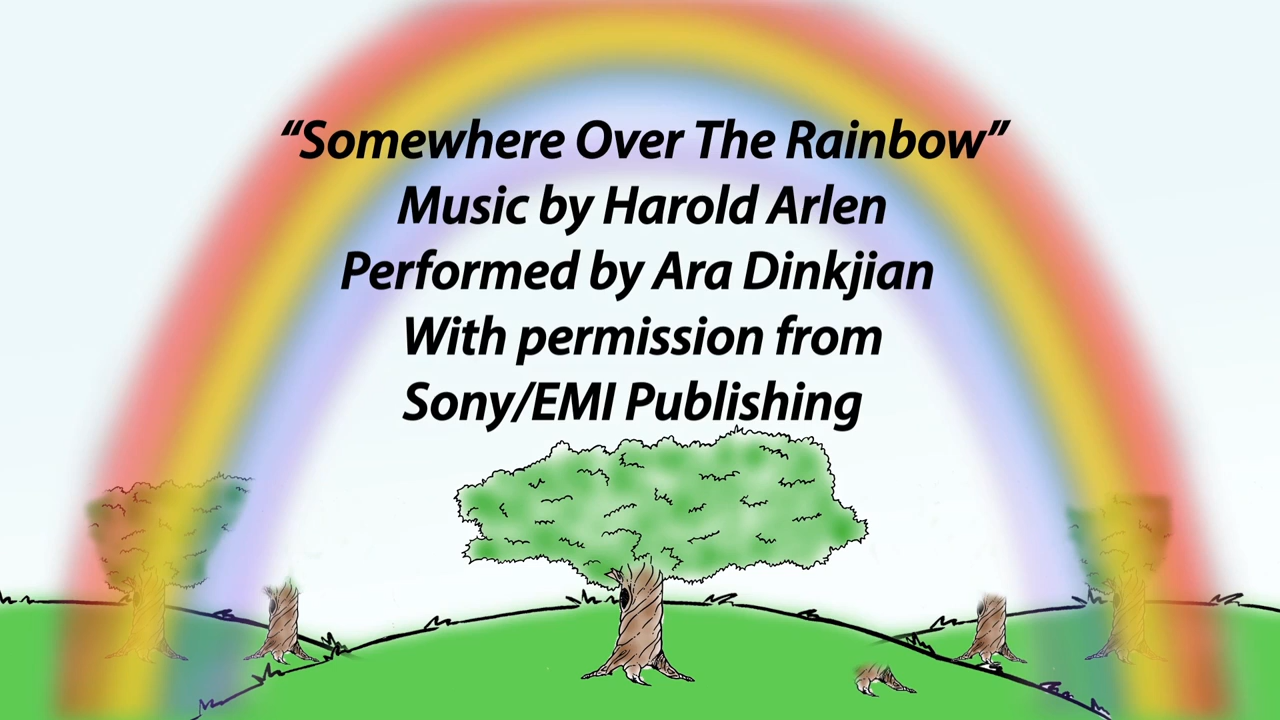 “Somewhere Over The Rainbow”
Music by Harold Arlen
Performed by Ara Dinkjian
With permission from
Sony/EMI Publishing